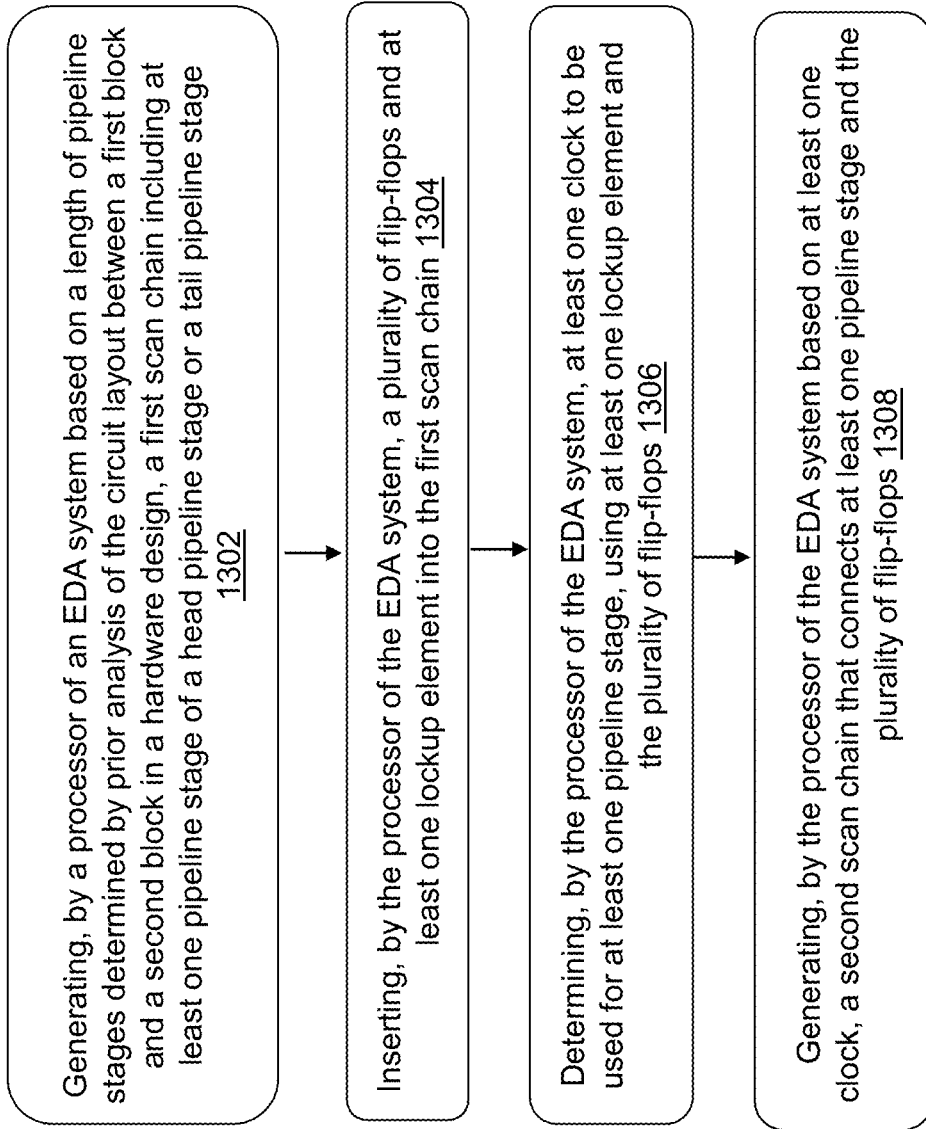 Generating, by a processor of an EDA system based on a length of pipeline
stages determined by prior analysis of the circuit layout between a first block
and a second block in a hardware design, a first scan chain including at
least one pipeline stage of a head pipeline stage or a tail pipeline stage
1302
Inserting, by the processor of the EDA system, a plurality of flip-flops and at
least one lockup element into the first scan chain 1304
Determining, by the processor of the EDA system, at least one clock to be
used for at least one pipeline stage, using at least one lockup element and
the plurality of flip-flops 1306
Generating, by the processor of the EDA system based on at least one
clock, a second scan chain that connects at least one pipeline stage and the
plurality of flip-flops 1308